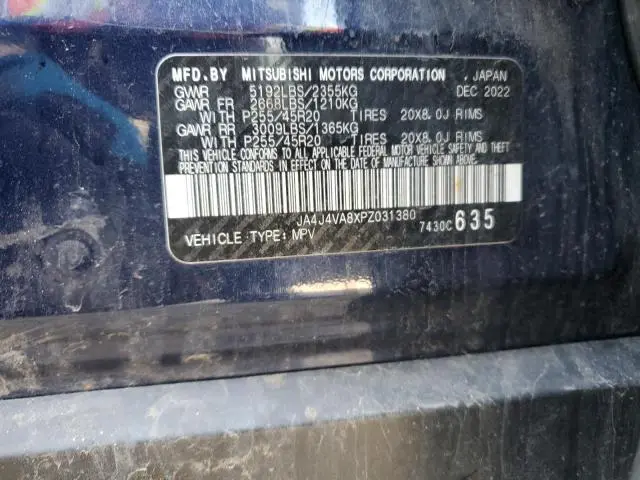 MFD.BY MITSUBISHI MOTORS CORPORATION , JAPAN
GVWR 5192LBS/2355KG DEC 2022
GAWR FR 2668LBS/1210KG
WITH P255/45R20 TIRES 20X8.0J RIMS
GAWR RR 3009LBS/1365KG
WITH P255/45R20 TIRES 20X8.0J RIMS
THIS VEHICLE CONFORMS TO ALL APPLICABLE FEDERAL MOTOR VEHICLE SAFETY AND THEFT
PREVENTION STANDARDS IN EFFECT ON THE DATE OF MANUFACTURE SHOWN ABOVE.
JA4J4VA8XPZ031380
VEHICLE TYPE: MPV 7430C 635